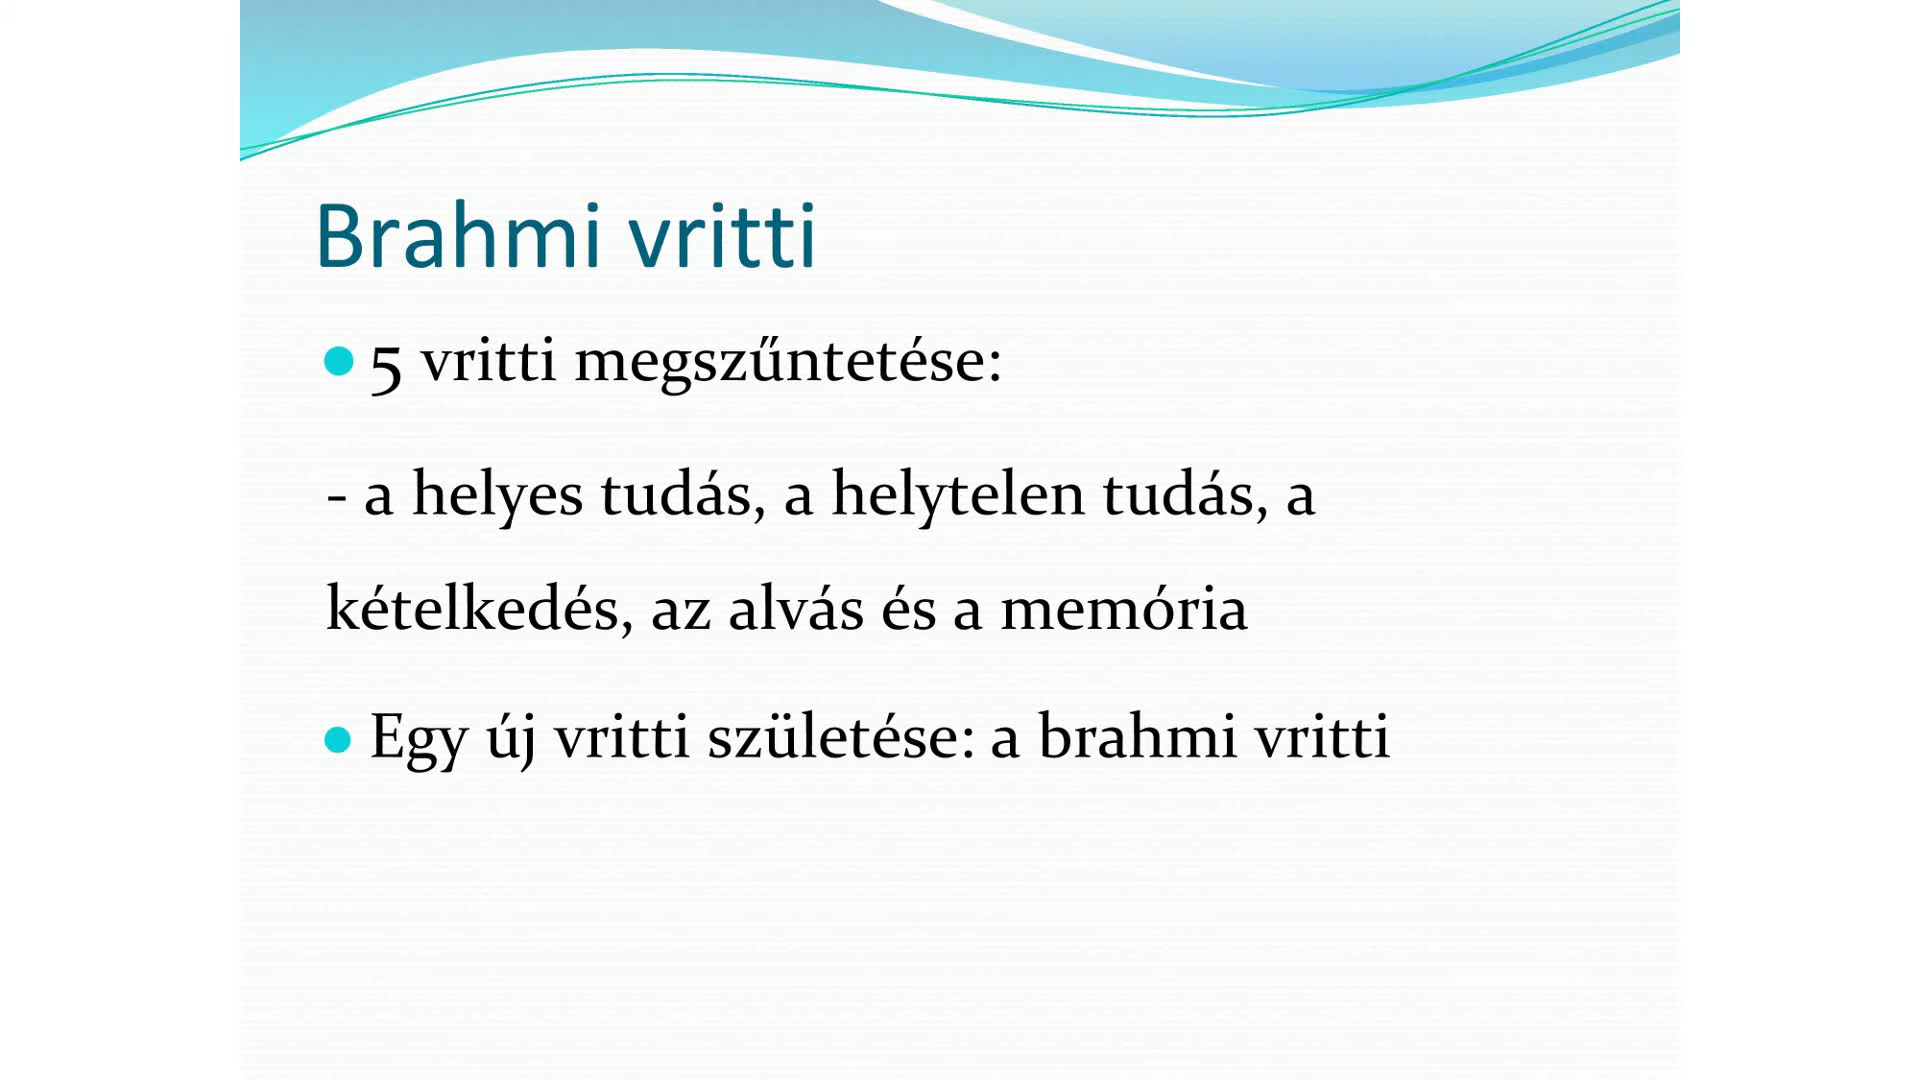 Brahmi vritti
● 5 vritti megszűntetése:
- a helyes tudás, a helytelen tudás, a
kételkedés, az alvás és a memória
● Egy új vritti születése: a brahmi vritti